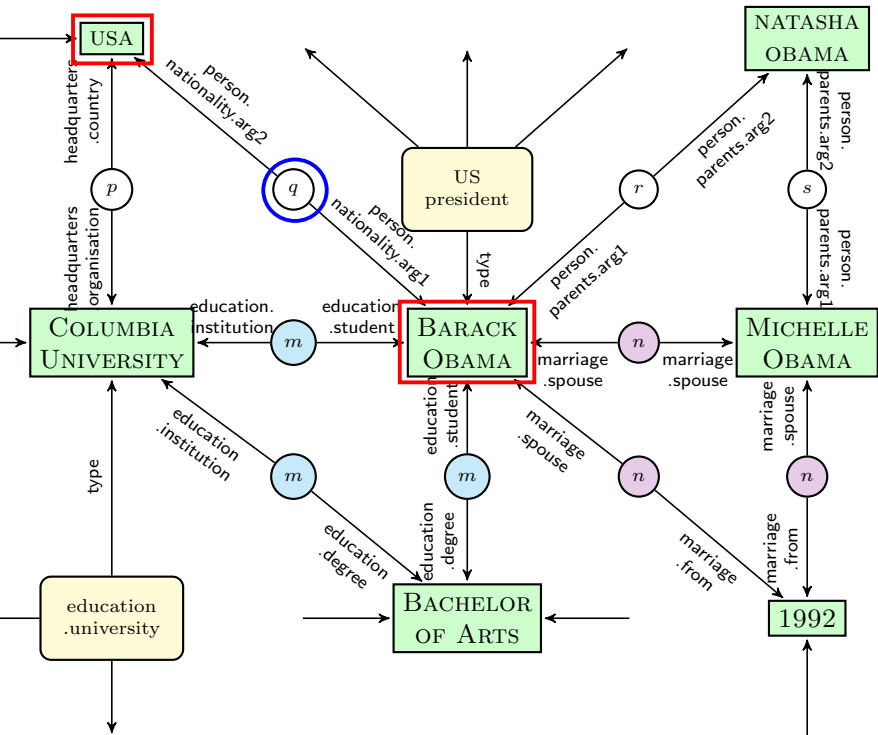 USA
NATASHA
OBAMA
headquarters
.country
person.
nationality.arg2
person.
parents.arg2
person.
parents.arg2
p
q
US
president
r
s
headquarters
.organisation
person.
nationality.arg1
type
person.
parents.arg1
person.
parents.arg1
COLUMBIA
UNIVERSITY
education.
institution
m
education
.student
BARACK
OBAMA
marriage
.spouse
n
marriage
.spouse
MICHELLE
OBAMA
education
.institution
education
.student
marriage
.spouse
marriage
.spouse
type
m
m
n
n
education
.degree
education
.degree
marriage
.from
marriage
.from
education
.university
BACHELOR
OF ARTS
1992